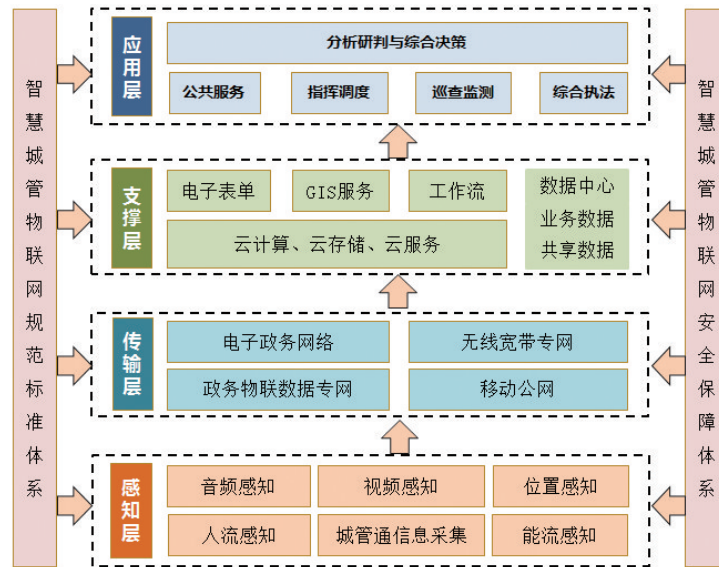 智慧城管物联网规范标准体系
应用层
分析研判与综合决策
公共服务
指挥调度
巡查监测
综合执法
支撑层
电子表单
GIS服务
工作流
云计算、云存储、云服务
数据中心
业务数据
共享数据
传输层
电子政务网络
无线宽带专网
政务物联数据专网
移动公网
感知层
音频感知
视频感知
位置感知
人流感知
城管通信息采集
能流感知
智慧城管物联网安全保障体系